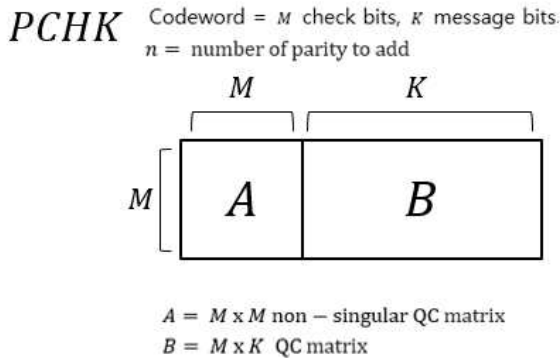 PCHK Codeword = M check bits, K message bits.
n = number of parity to add
M K
M A B
A = M x M non − singular QC matrix
B = M x K QC matrix